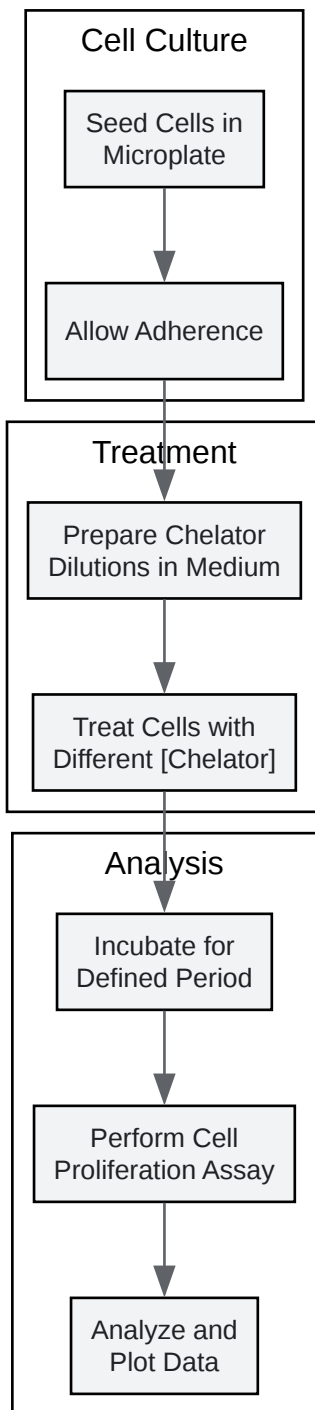 Cell Culture
Seed Cells in
Microplate
Allow Adherence
Treatment
Prepare Chelator
Dilutions in Medium
Treat Cells with
Different [Chelator]
Analysis
Incubate for
Defined Period
Perform Cell
Proliferation Assay
Analyze and
Plot Data